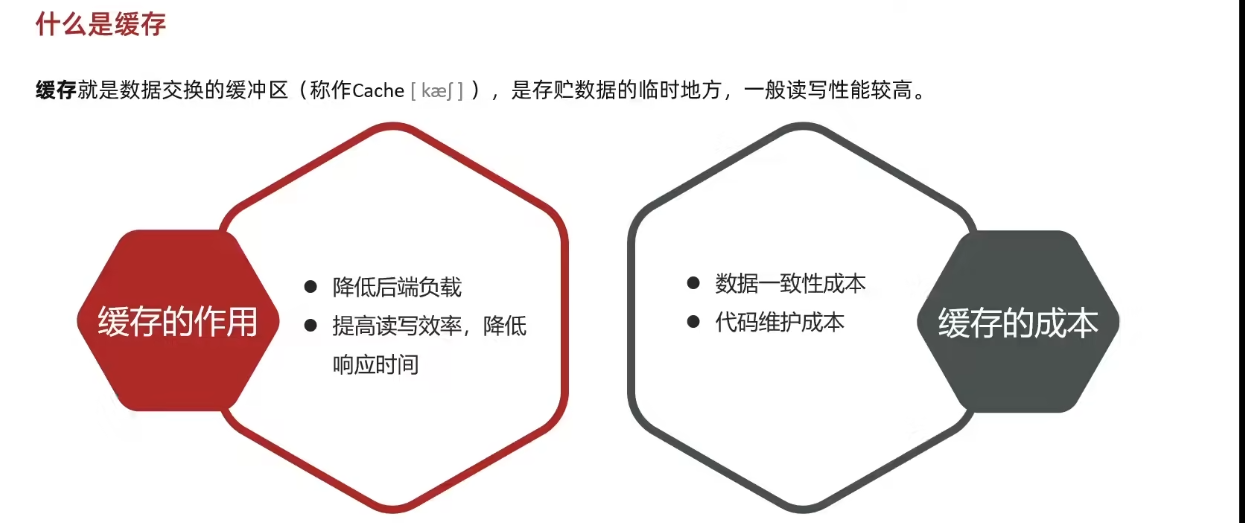 什么是缓存
缓存就是数据交换的缓冲区（称作Cache [ kæʃ ] ），是存贮数据的临时地方，一般读写性能较高。
缓存的作用
● 降低后端负载
● 提高读写效率，降低
响应时间
● 数据一致性成本
● 代码维护成本
缓存的成本